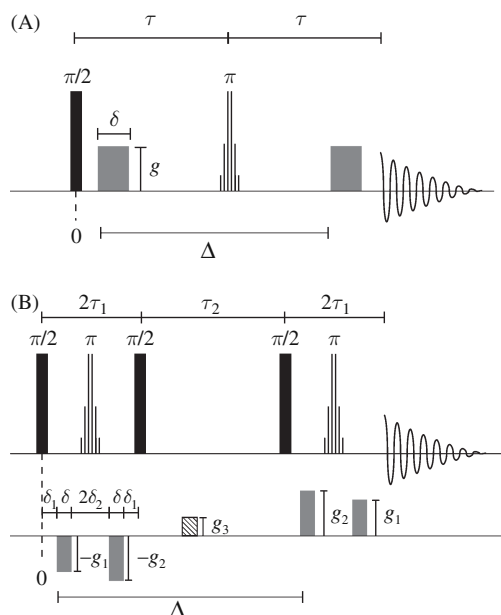 (A)
τ τ
π/2 π
δ
g
0
Δ
(B)
2τ₁ τ₂ 2τ₁
π/2 π π/2 π/2 π
δ₁ δ 2δ₂ δ δ₁
g₃ g₂ g₁
−g₁ −g₂
0
Δ